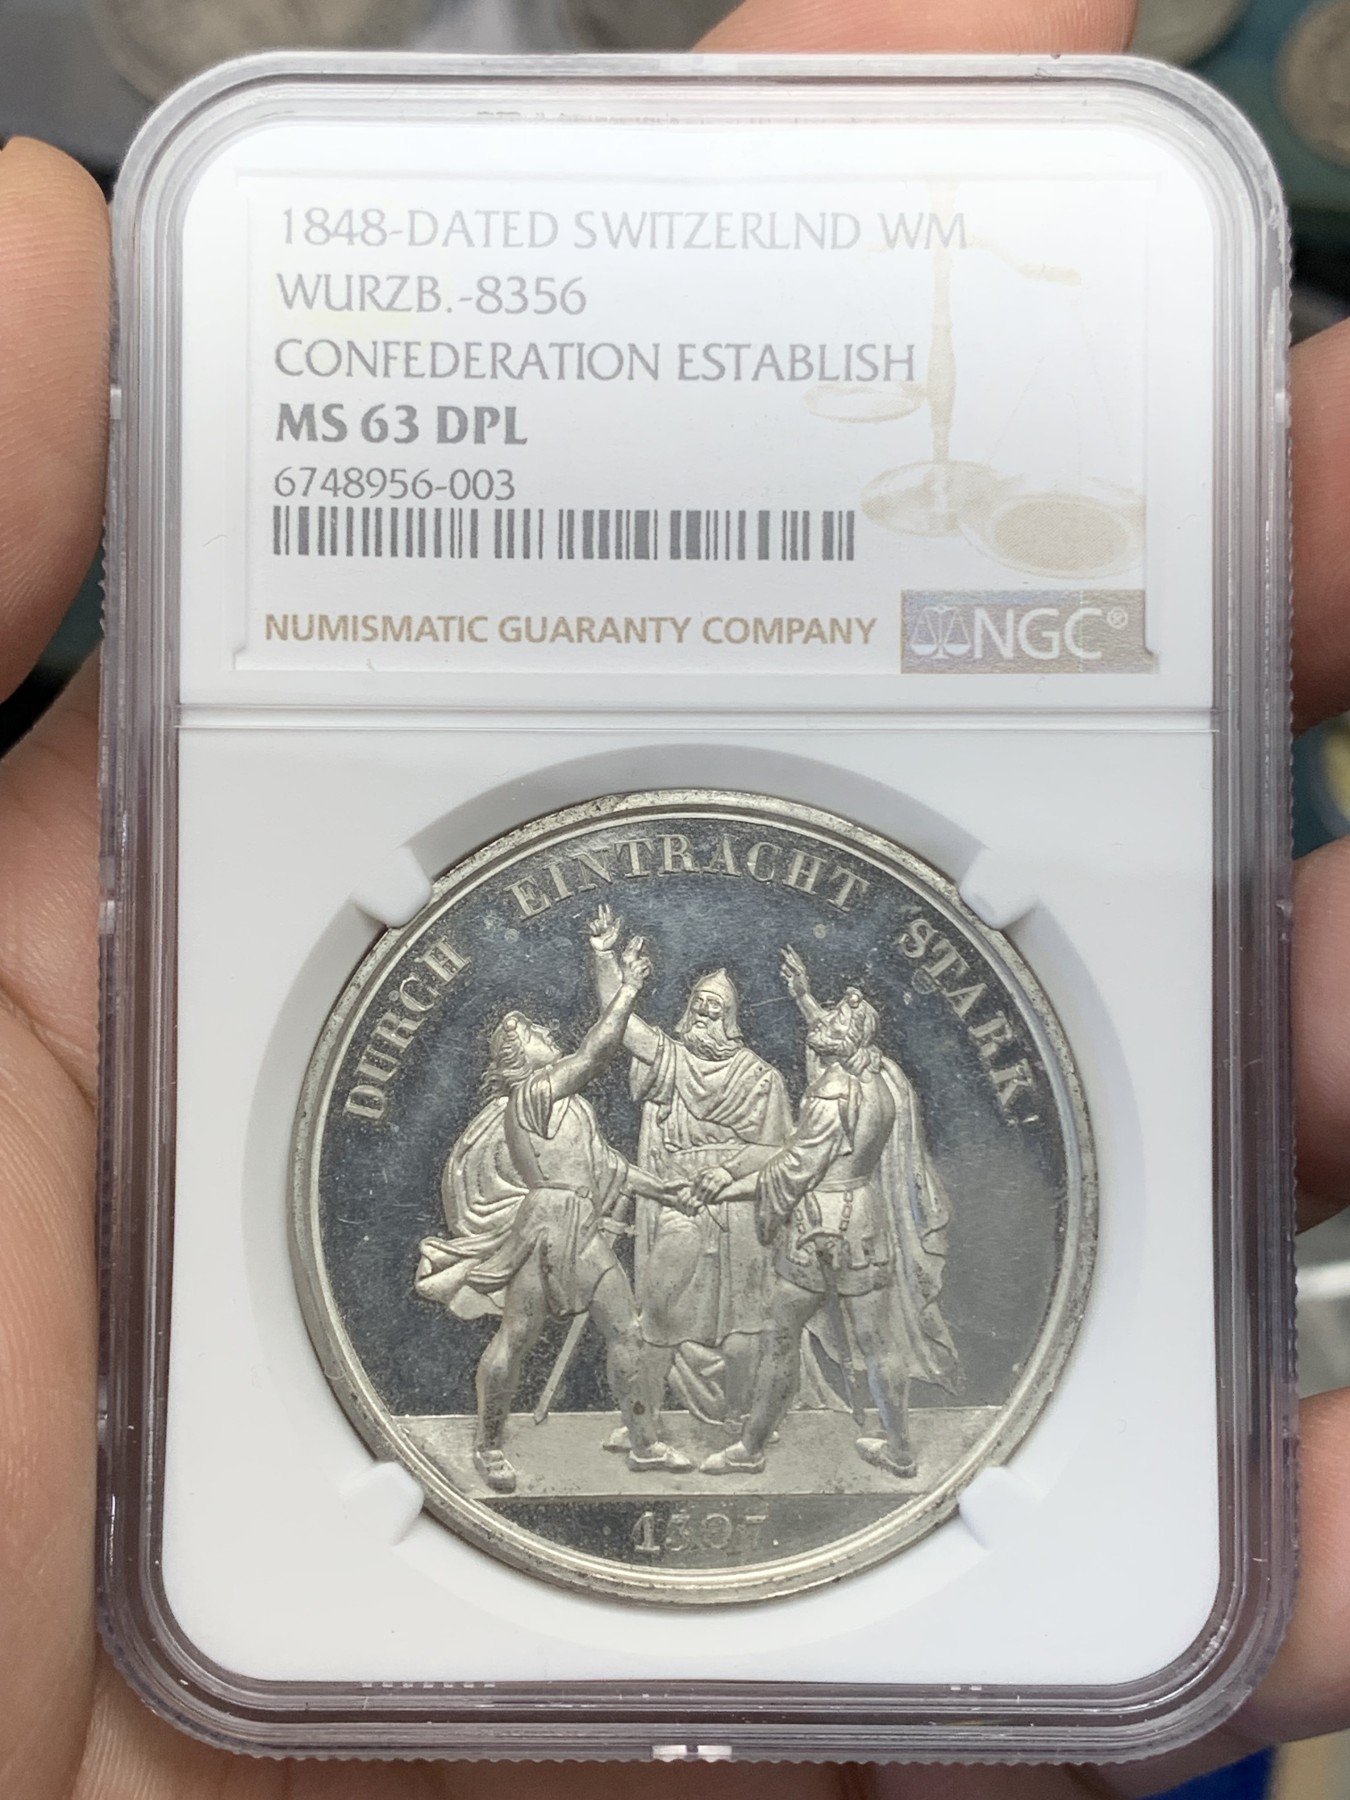 1848-DATED SWITZERLND WM
WURZB.-8356
CONFEDERATION ESTABLISH
MS 63 DPL
6748956-003
NUMISMATIC GUARANTY COMPANY
NGC®
DURCH EINTRACHT STARK!
1307